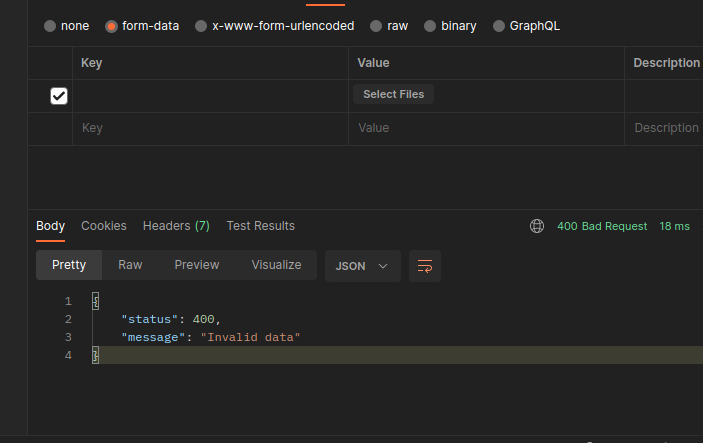 none form-data x-www-form-urlencoded raw binary GraphQL
Key Value Description
Select Files
Key Value Description
Body Cookies Headers (7) Test Results 400 Bad Request 18 ms
Pretty Raw Preview Visualize JSON
1 {
2 "status": 400,
3 "message": "Invalid data"
4 }